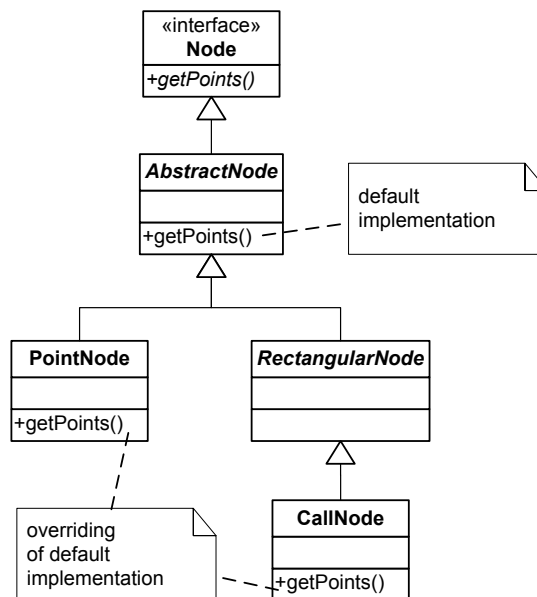 «interface»
Node
+getPoints()
AbstractNode
+getPoints()
default
implementation
PointNode
+getPoints()
RectangularNode
overriding
of default
implementation
CallNode
+getPoints()